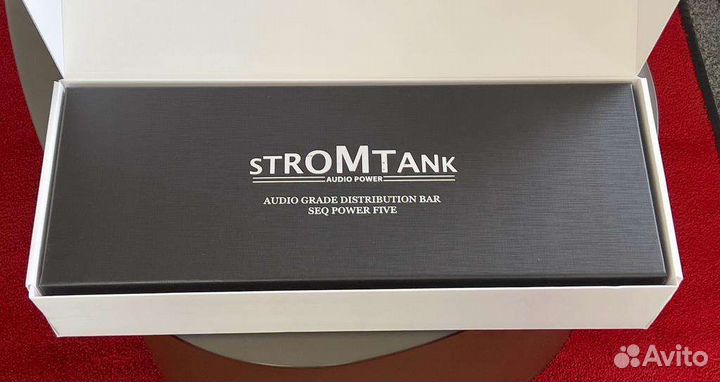 STROMTANK
AUDIO POWER
AUDIO GRADE DISTRIBUTION BAR
SEQ POWER FIVE
Avito